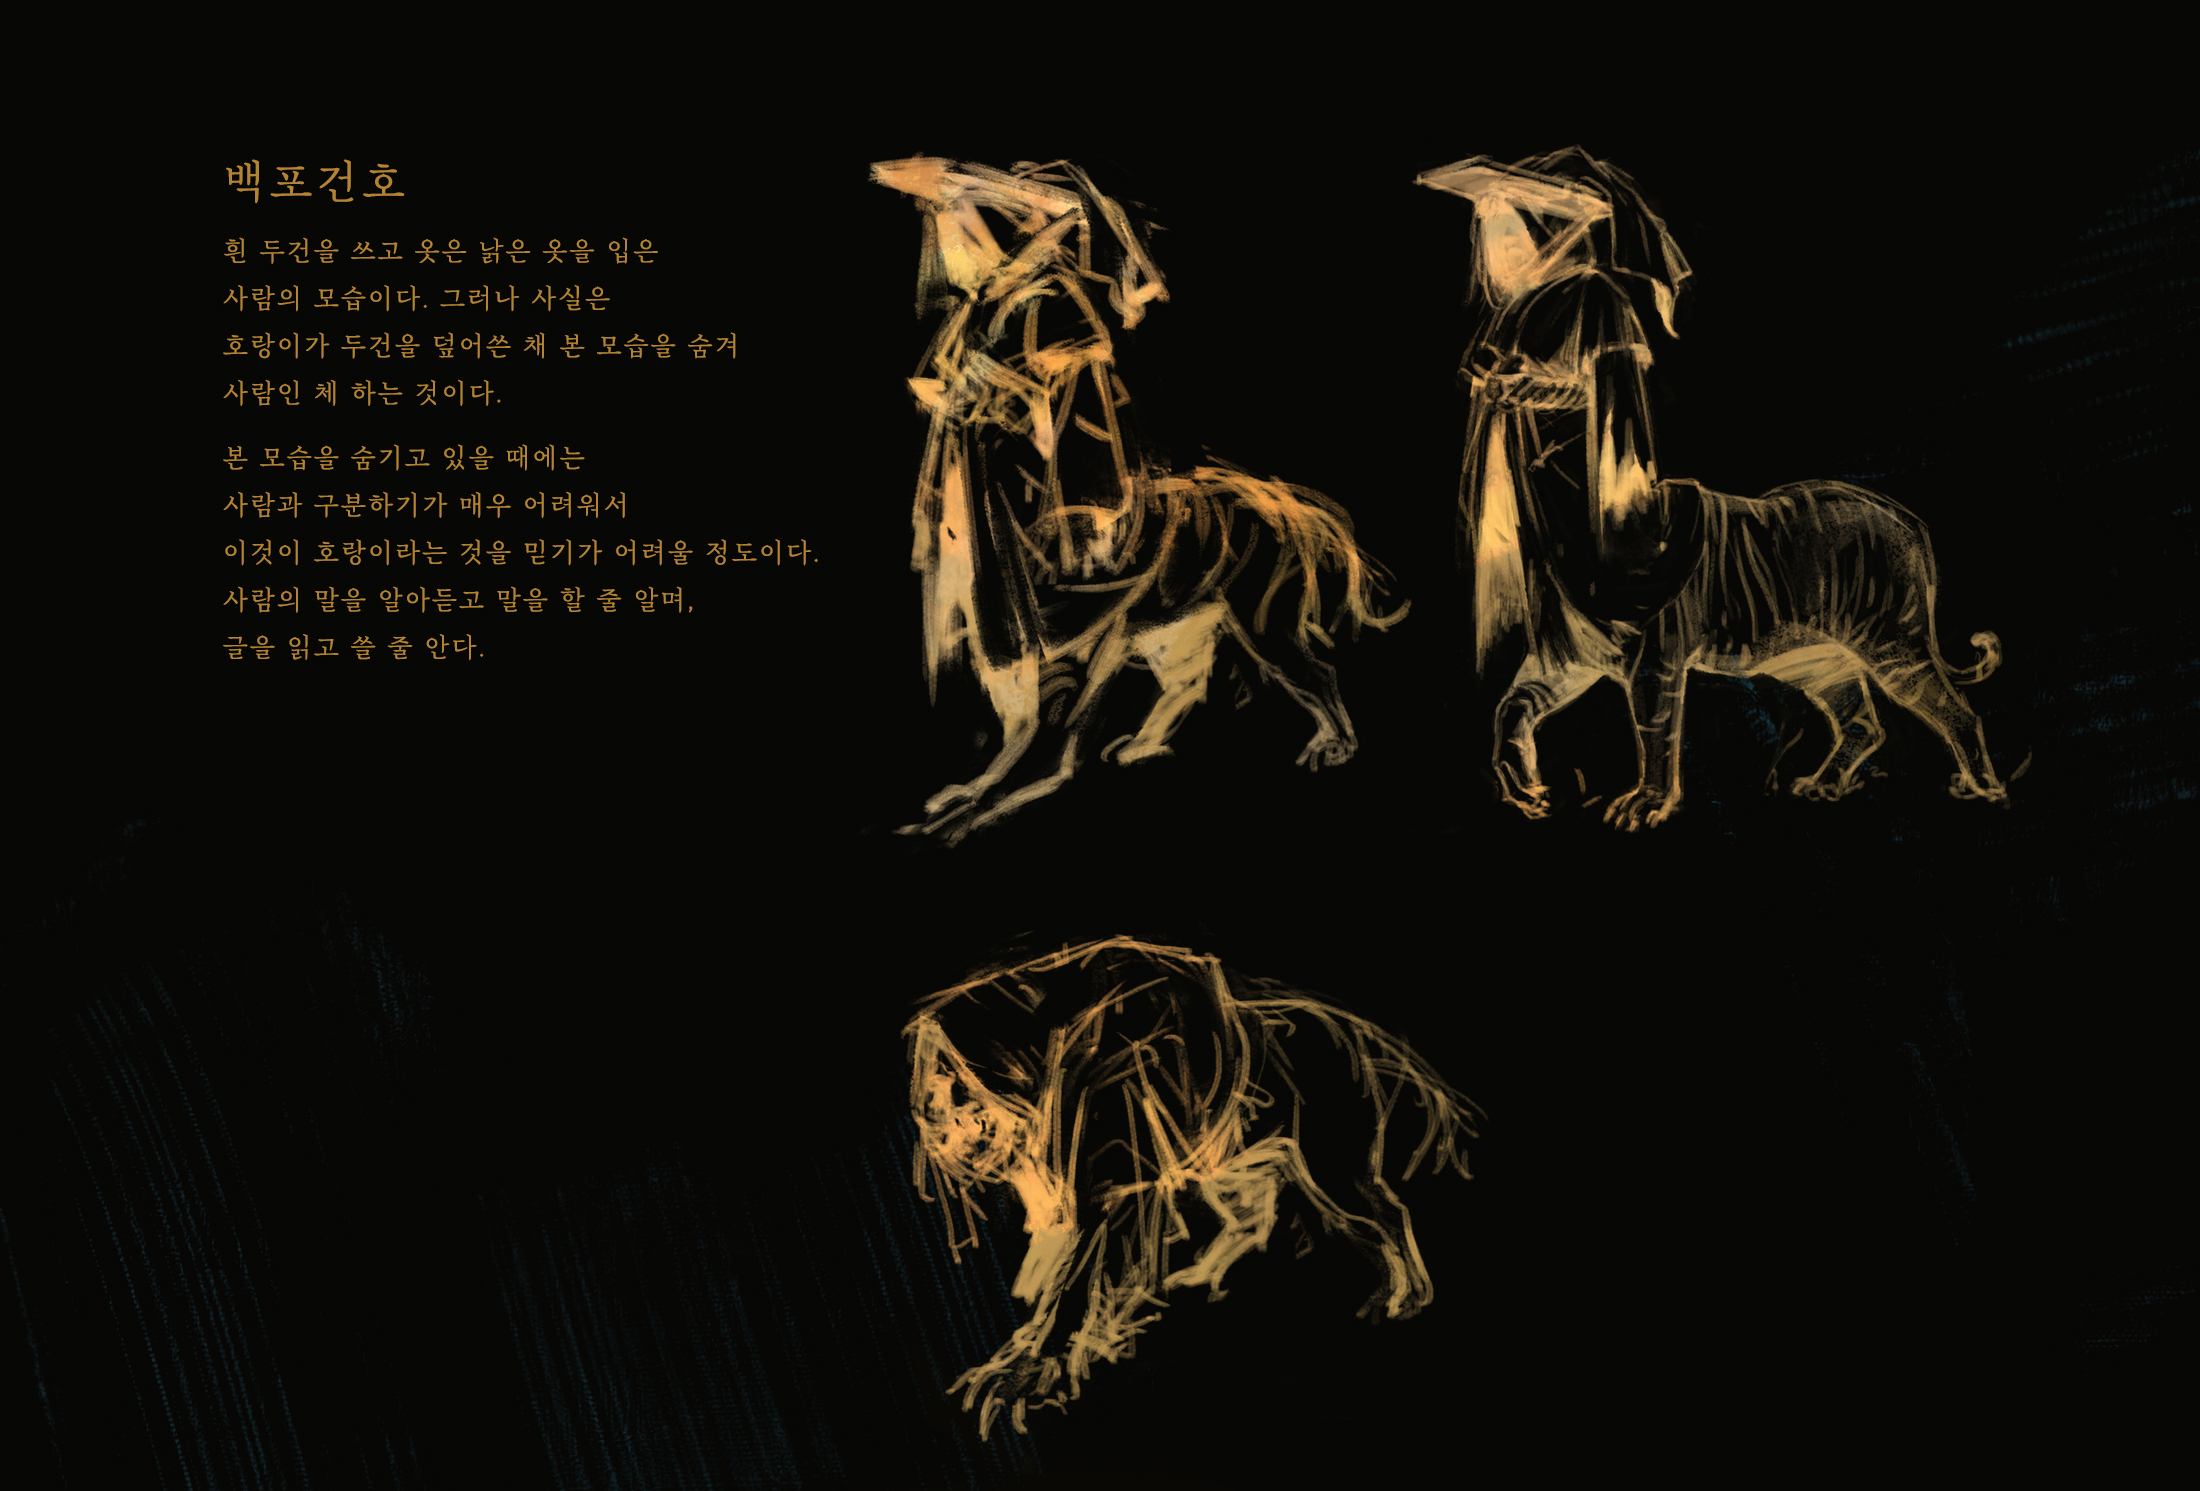 백포건호
흰 두건을 쓰고 옷은 낡은 옷을 입은
사람의 모습이다. 그러나 사실은
호랑이가 두건을 덮어쓴 채 본 모습을 숨겨
사람인 체 하는 것이다.
본 모습을 숨기고 있을 때에는
사람과 구분하기가 매우 어려워서
이것이 호랑이라는 것을 믿기가 어려울 정도이다.
사람의 말을 알아듣고 말을 할 줄 알며,
글을 읽고 쓸 줄 안다.